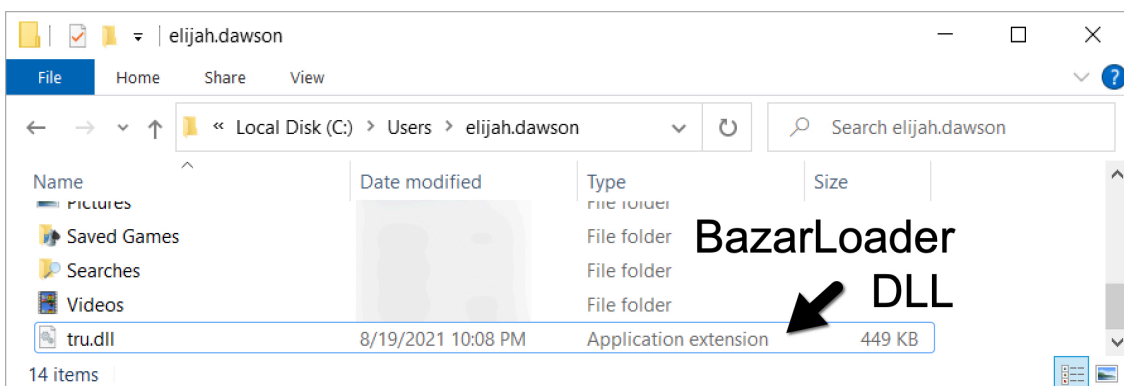 elijah.dawson
File Home Share View
« Local Disk (C:) > Users > elijah.dawson Search elijah.dawson
Name Date modified Type Size
Pictures File folder
Saved Games File folder
Searches File folder
Videos File folder
tru.dll 8/19/2021 10:08 PM Application extension 449 KB
BazarLoader
DLL
14 items